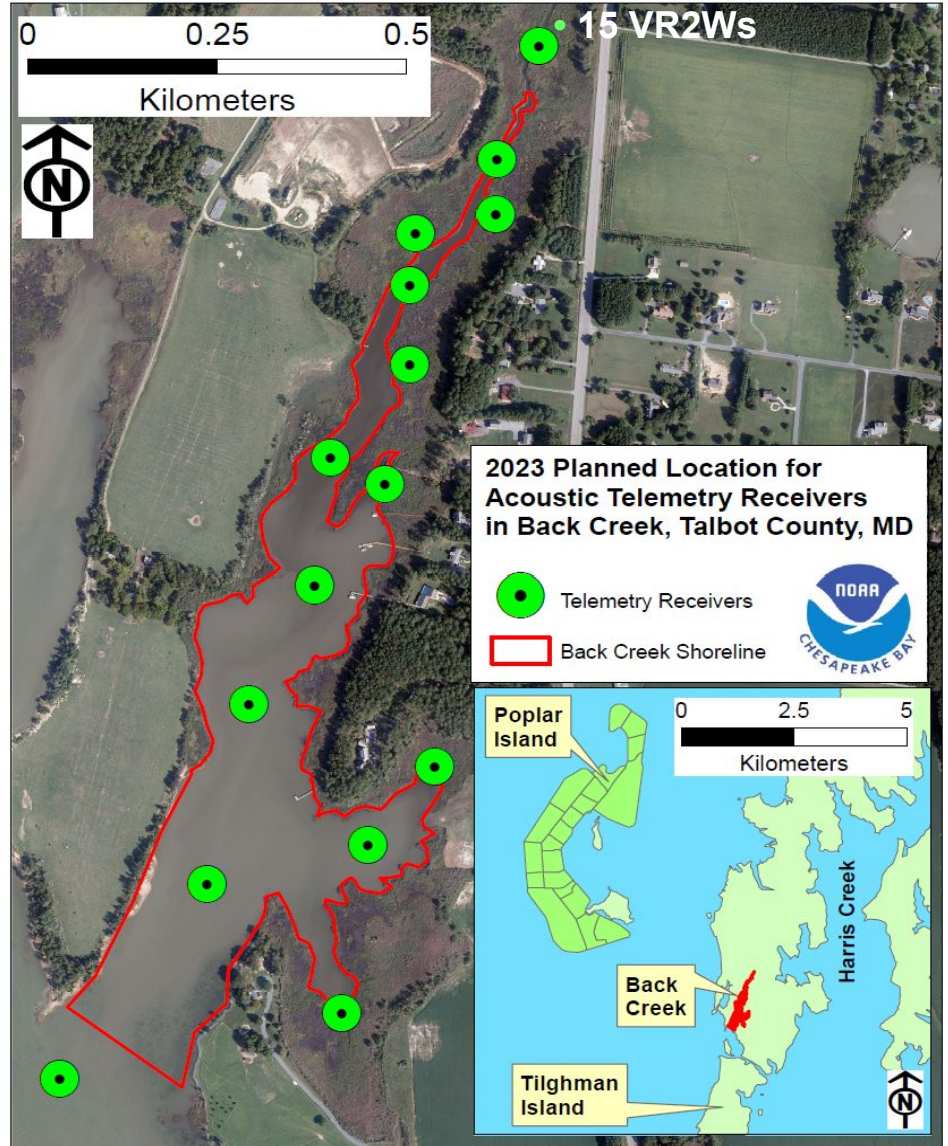 0 0.25 0.5
Kilometers
N
15 VR2Ws
2023 Planned Location for
Acoustic Telemetry Receivers
in Back Creek, Talbot County, MD
Telemetry Receivers
Back Creek Shoreline
NOAA
CHESAPEAKE BAY
Poplar
Island
0 2.5 5
Kilometers
Harris Creek
Back
Creek
Tilghman
Island
N